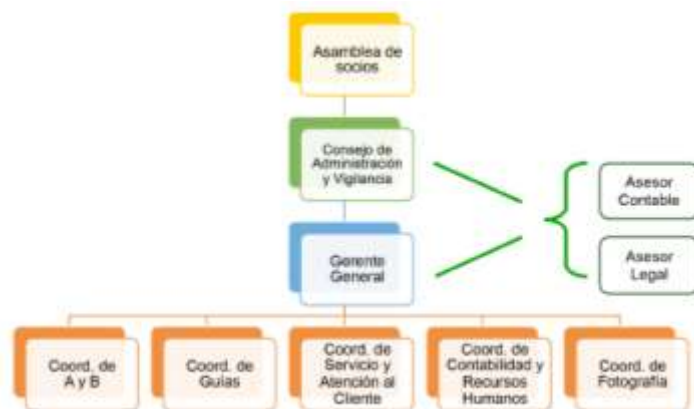 Asamblea de
socios
Consejo de
Administración
y Vigilancia
Asesor
Contable
Gerente
General
Asesor
Legal
Coord. de
A y B
Coord. de
Guías
Coord. de
Servicio y
Atención al
Cliente
Coord. de
Contabilidad y
Recursos
Humanos
Coord. de
Fotografía